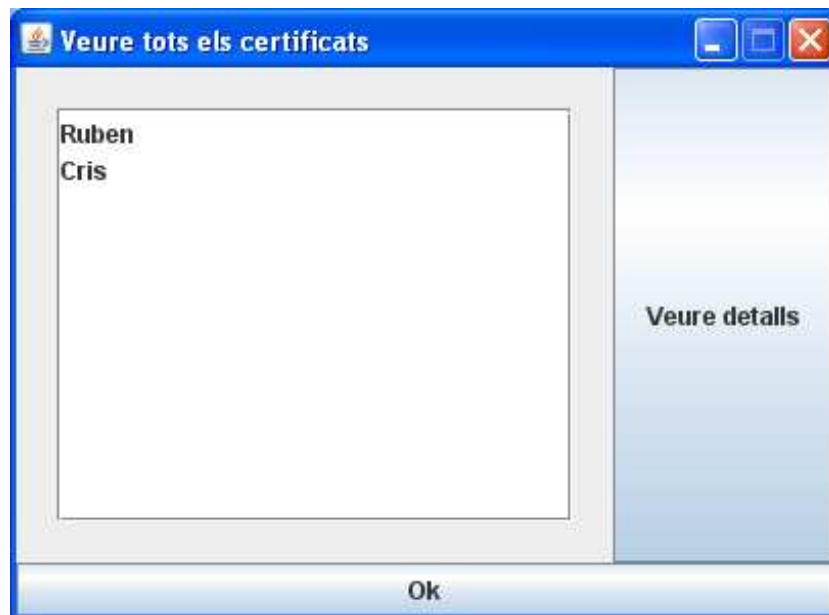 Veure tots els certificats
Ruben
Cris
Veure detalls
Ok